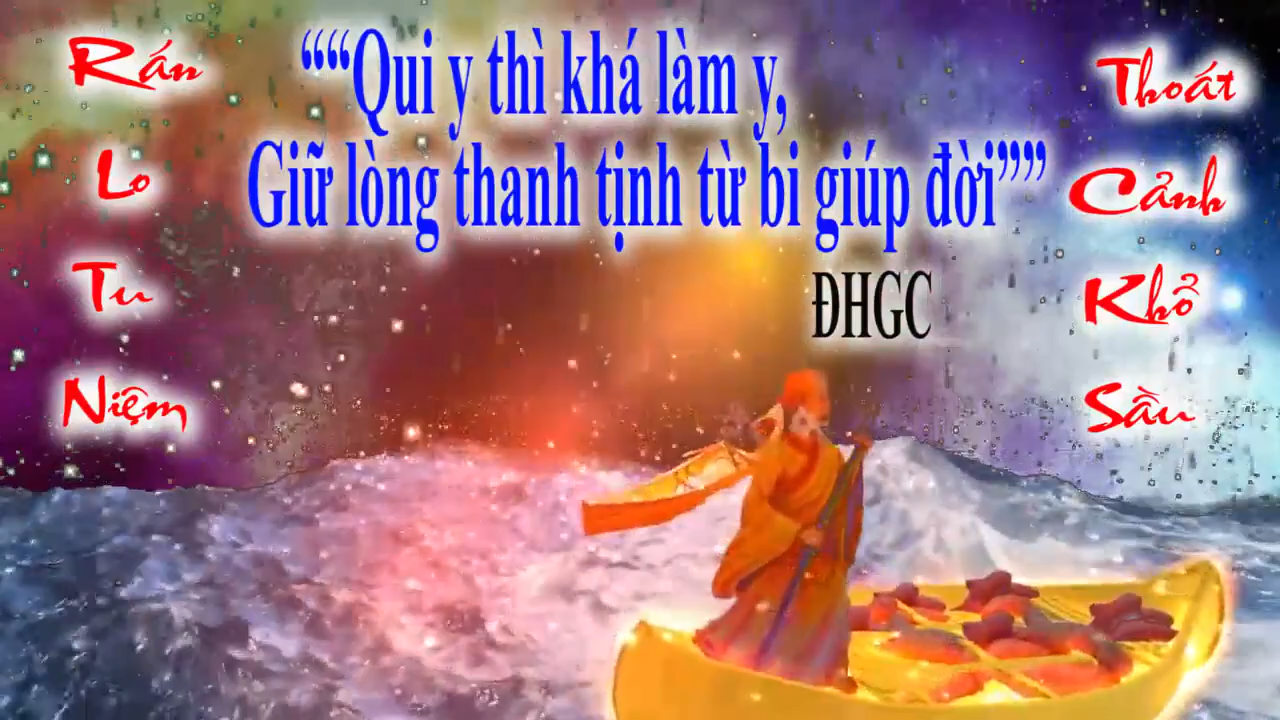 Rán
Lo
Tu
Niệm
““Qui y thì khá làm y,
Giữ lòng thanh tịnh từ bi giúp đời””
ĐHGC
Thoát
Cảnh
Khổ
Sầu